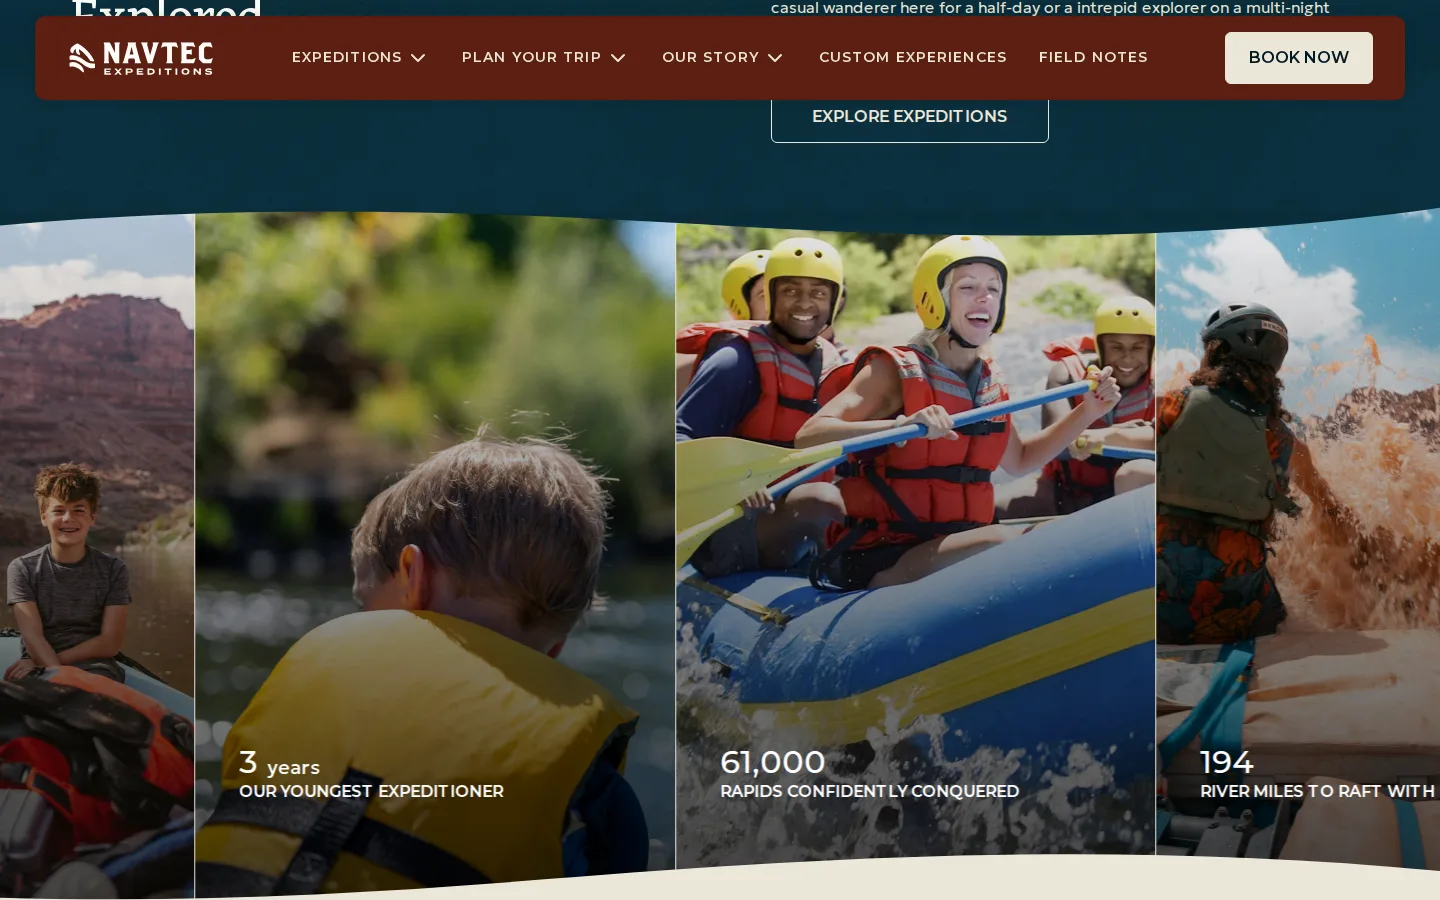 Explored
casual wanderer here for a half-day or a intrepid explorer on a multi-night
NAVTEC
EXPEDITIONS
EXPEDITIONS
PLAN YOUR TRIP
OUR STORY
CUSTOM EXPERIENCES
FIELD NOTES
BOOK NOW
EXPLORE EXPEDITIONS
3 years
OUR YOUNGEST EXPEDITIONER
61,000
RAPIDS CONFIDENTLY CONQUERED
194
RIVER MILES TO RAFT WITH